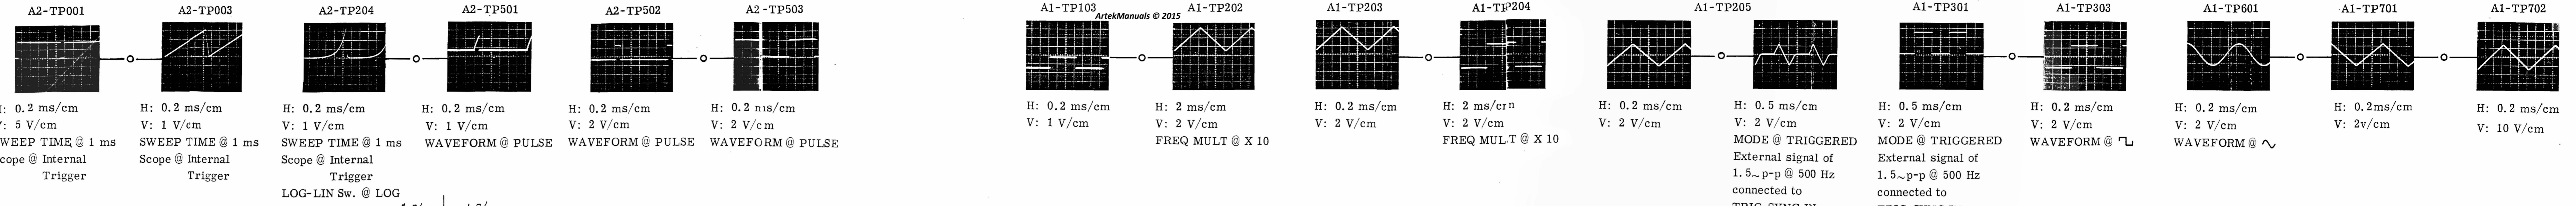 A2-TP001 A2-TP003 A2-TP204 A2-TP501 A2-TP502 A2-TP503 A1-TP103 A1-TP202 A1-TP203 A1-TP204 A1-TP205 A1-TP301 A1-TP303 A1-TP601 A1-TP701 A1-TP702
ArtekManuals © 2015
H: 0.2 ms/cm
V: 5 V/cm
SWEEP TIME @ 1 ms
Scope @ Internal
Trigger
H: 0.2 ms/cm
V: 1 V/cm
SWEEP TIME @ 1 ms
Scope @ Internal
Trigger
H: 0.2 ms/cm
V: 1 V/cm
SWEEP TIME @ 1 ms
Scope @ Internal
Trigger
LOG-LIN Sw. @ LOG
H: 0.2 ms/cm
V: 1 V/cm
WAVEFORM @ PULSE
H: 0.2 ms/cm
V: 2 V/cm
WAVEFORM @ PULSE
H: 0.2 ms/cm
V: 2 V/cm
WAVEFORM @ PULSE
H: 0.2 ms/cm
V: 1 V/cm
H: 2 ms/cm
V: 2 V/cm
FREQ MULT @ X 10
H: 0.2 ms/cm
V: 2 V/cm
H: 2 ms/cm
V: 2 V/cm
FREQ MULT @ X 10
H: 0.2 ms/cm
V: 2 V/cm
H: 0.5 ms/cm
V: 2 V/cm
MODE @ TRIGGERED
External signal of
1.5~p-p @ 500 Hz
connected to
H: 0.5 ms/cm
V: 2 V/cm
MODE @ TRIGGERED
External signal of
1.5~p-p @ 500 Hz
connected to
H: 0.2 ms/cm
V: 2 V/cm
WAVEFORM @
H: 0.2 ms/cm
V: 2 V/cm
WAVEFORM @ ∿
H: 0.2ms/cm
V: 2v/cm
H: 0.2 ms/cm
V: 10 V/cm